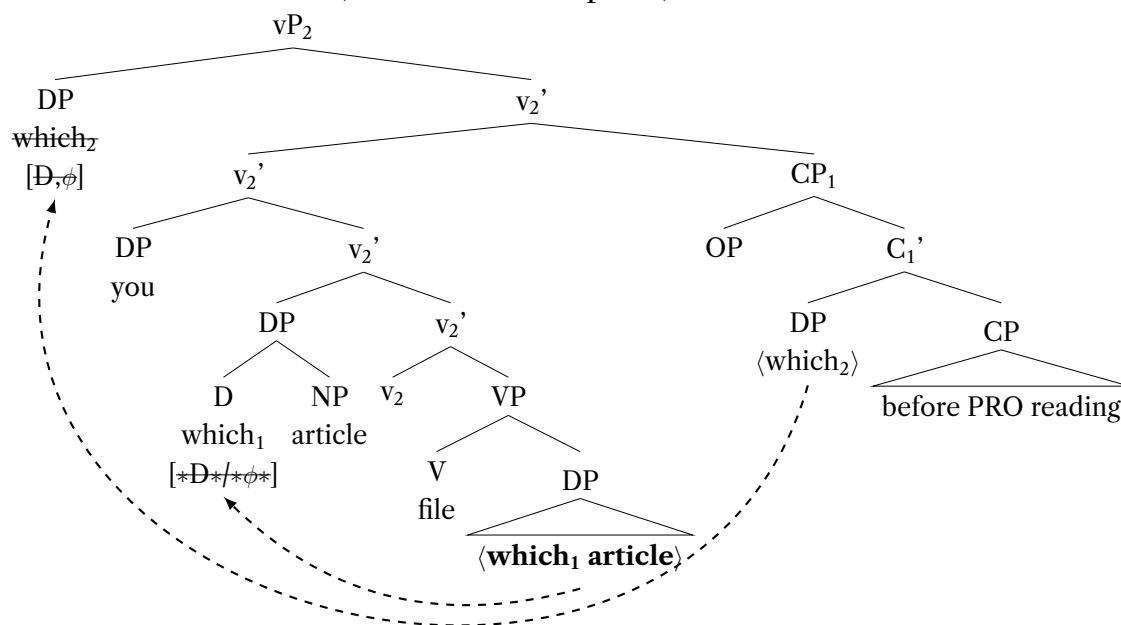 vP₂
DP v₂’
which₂
[D,ϕ] v₂’ CP₁
DP v₂’ OP C₁’
you
DP v₂’ DP CP
⟨which₂⟩
D NP v₂ VP before PRO reading
which₁ article
[∗D∗/∗ϕ∗] V DP
file
⟨which₁ article⟩